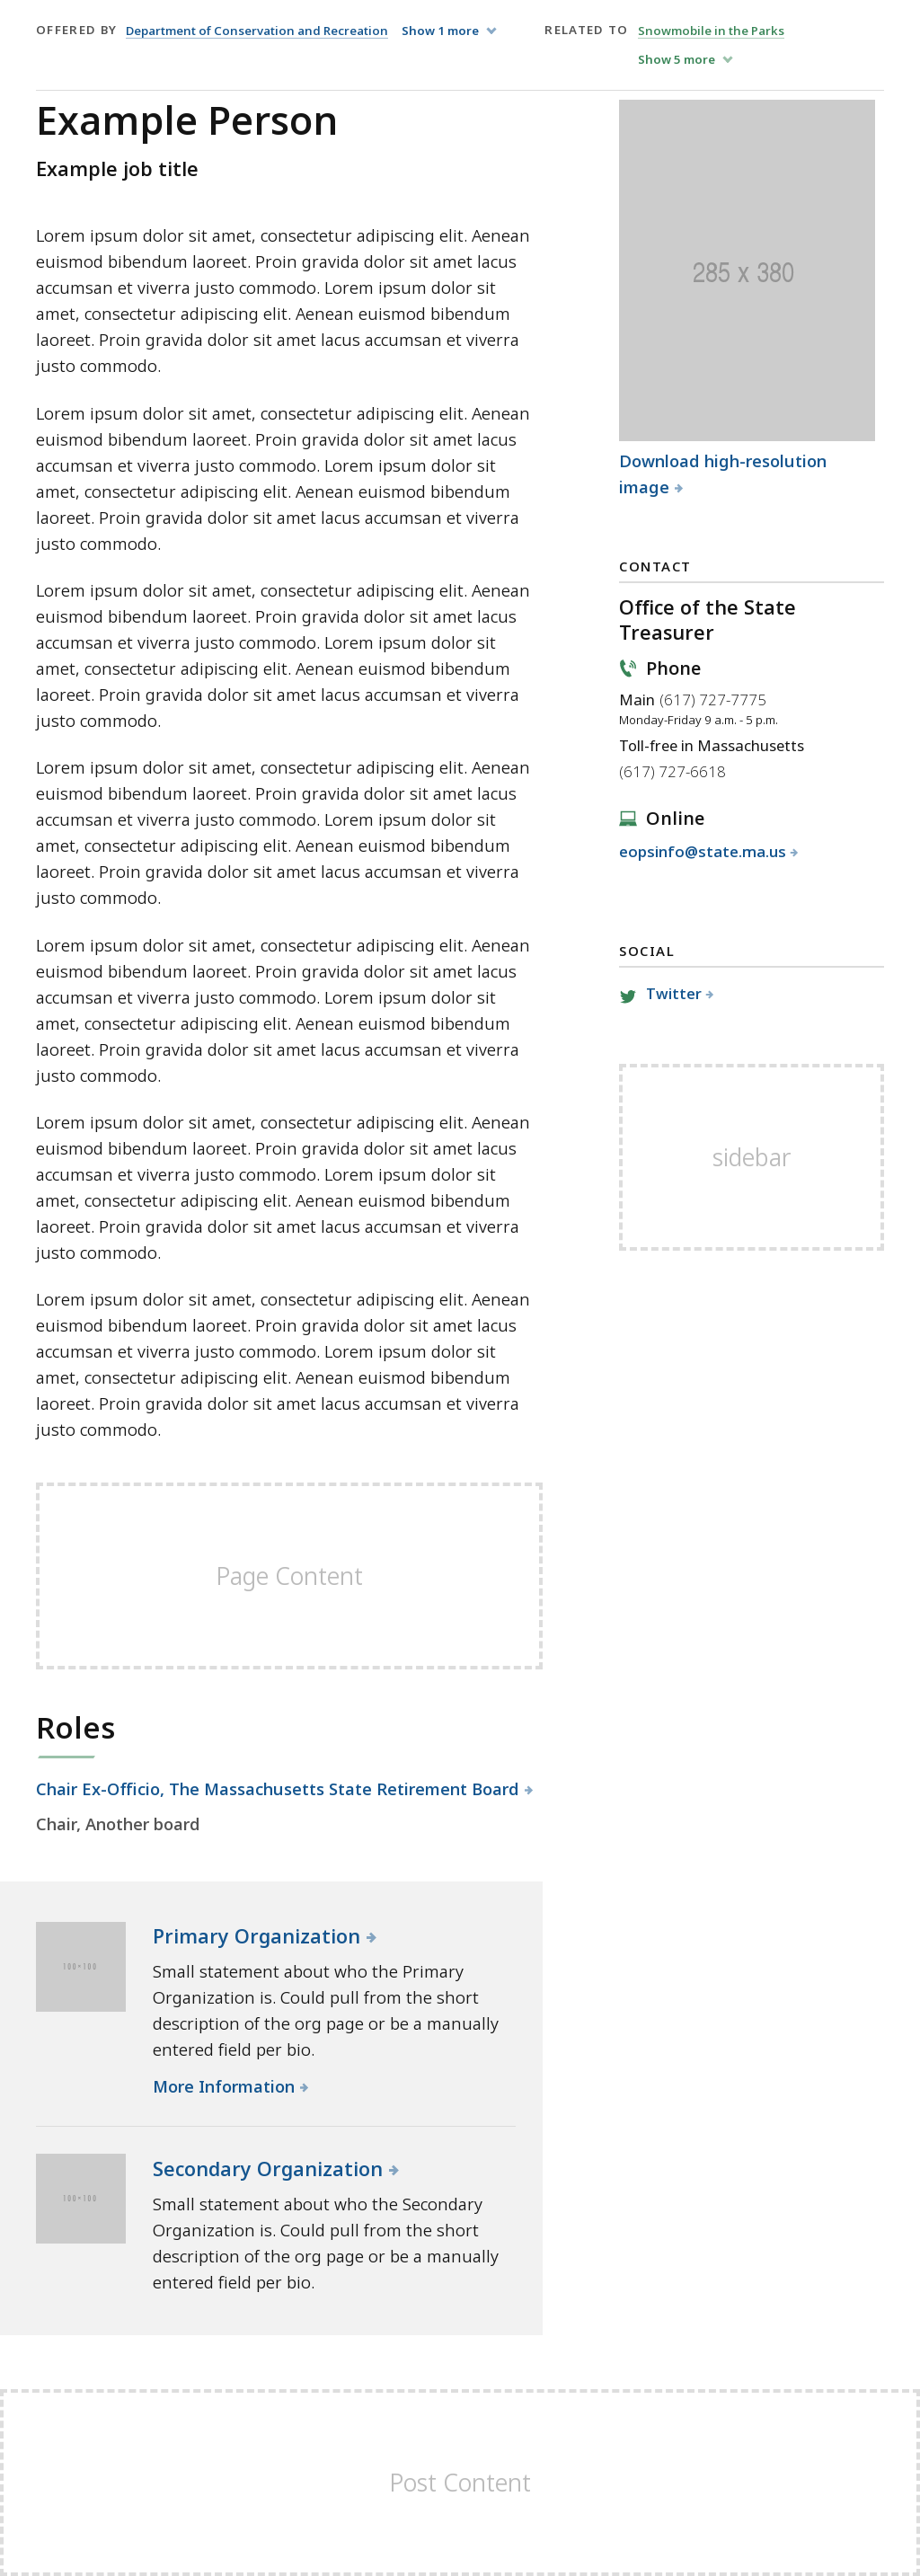 OFFERED BY Department of Conservation and Recreation Show 1 more
RELATED TO Snowmobile in the Parks
Show 5 more
Example Person
Example job title
Lorem ipsum dolor sit amet, consectetur adipiscing elit. Aenean
euismod bibendum laoreet. Proin gravida dolor sit amet lacus
accumsan et viverra justo commodo. Lorem ipsum dolor sit
amet, consectetur adipiscing elit. Aenean euismod bibendum
laoreet. Proin gravida dolor sit amet lacus accumsan et viverra
justo commodo.
Lorem ipsum dolor sit amet, consectetur adipiscing elit. Aenean
euismod bibendum laoreet. Proin gravida dolor sit amet lacus
accumsan et viverra justo commodo. Lorem ipsum dolor sit
amet, consectetur adipiscing elit. Aenean euismod bibendum
laoreet. Proin gravida dolor sit amet lacus accumsan et viverra
justo commodo.
Lorem ipsum dolor sit amet, consectetur adipiscing elit. Aenean
euismod bibendum laoreet. Proin gravida dolor sit amet lacus
accumsan et viverra justo commodo. Lorem ipsum dolor sit
amet, consectetur adipiscing elit. Aenean euismod bibendum
laoreet. Proin gravida dolor sit amet lacus accumsan et viverra
justo commodo.
Lorem ipsum dolor sit amet, consectetur adipiscing elit. Aenean
euismod bibendum laoreet. Proin gravida dolor sit amet lacus
accumsan et viverra justo commodo. Lorem ipsum dolor sit
amet, consectetur adipiscing elit. Aenean euismod bibendum
laoreet. Proin gravida dolor sit amet lacus accumsan et viverra
justo commodo.
Lorem ipsum dolor sit amet, consectetur adipiscing elit. Aenean
euismod bibendum laoreet. Proin gravida dolor sit amet lacus
accumsan et viverra justo commodo. Lorem ipsum dolor sit
amet, consectetur adipiscing elit. Aenean euismod bibendum
laoreet. Proin gravida dolor sit amet lacus accumsan et viverra
justo commodo.
Lorem ipsum dolor sit amet, consectetur adipiscing elit. Aenean
euismod bibendum laoreet. Proin gravida dolor sit amet lacus
accumsan et viverra justo commodo. Lorem ipsum dolor sit
amet, consectetur adipiscing elit. Aenean euismod bibendum
laoreet. Proin gravida dolor sit amet lacus accumsan et viverra
justo commodo.
Lorem ipsum dolor sit amet, consectetur adipiscing elit. Aenean
euismod bibendum laoreet. Proin gravida dolor sit amet lacus
accumsan et viverra justo commodo. Lorem ipsum dolor sit
amet, consectetur adipiscing elit. Aenean euismod bibendum
laoreet. Proin gravida dolor sit amet lacus accumsan et viverra
justo commodo.
Page Content
Roles
Chair Ex-Officio, The Massachusetts State Retirement Board
Chair, Another board
100×100
Primary Organization
Small statement about who the Primary
Organization is. Could pull from the short
description of the org page or be a manually
entered field per bio.
More Information
100×100
Secondary Organization
Small statement about who the Secondary
Organization is. Could pull from the short
description of the org page or be a manually
entered field per bio.
285 x 380
Download high-resolution
image
CONTACT
Office of the State
Treasurer
Phone
Main (617) 727-7775
Monday-Friday 9 a.m. - 5 p.m.
Toll-free in Massachusetts
(617) 727-6618
Online
eopsinfo@state.ma.us
SOCIAL
Twitter
sidebar
Post Content